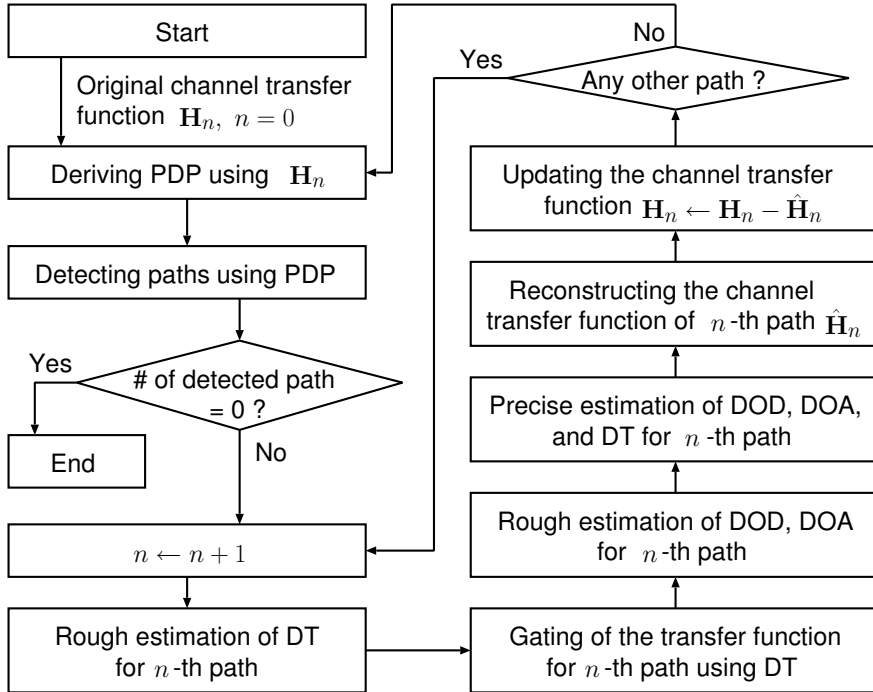 Start
Original channel transfer
function H_n, n = 0
Deriving PDP using H_n
Detecting paths using PDP
Yes
# of detected path
= 0 ?
End
No
n ← n + 1
Rough estimation of DT
for n -th path
Gating of the transfer function
for n -th path using DT
Rough estimation of DOD, DOA
for n -th path
Precise estimation of DOD, DOA,
and DT for n -th path
Reconstructing the channel
transfer function of n -th path Ĥ_n
Updating the channel transfer
function H_n ← H_n − Ĥ_n
Any other path ?
Yes
No